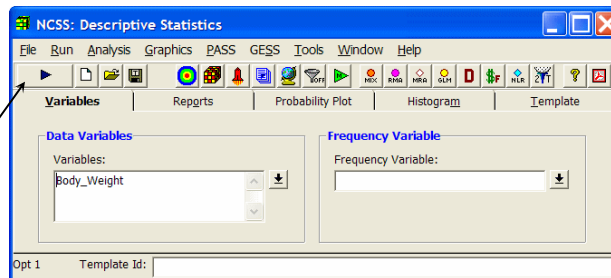 NCSS: Descriptive Statistics
File Run Analysis Graphics PASS GESS Tools Window Help
OFF MIX RMA MRA GLM D $F NLR ?
Variables Reports Probability Plot Histogram Template
Data Variables Frequency Variable
Variables: Frequency Variable:
Body_Weight
Opt 1 Template Id: